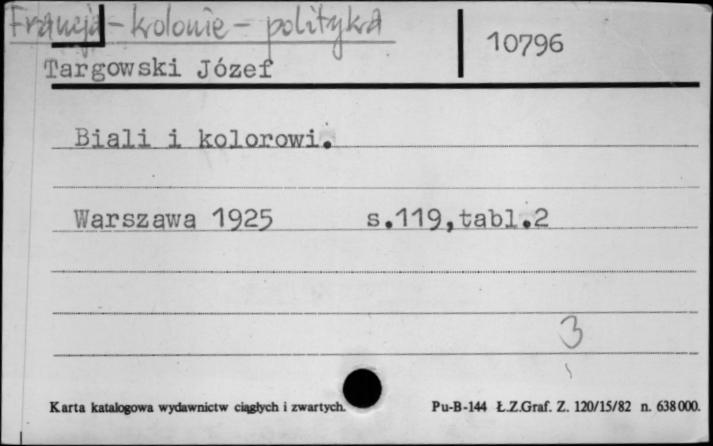 Francja - kolonie - polityka
10796
Targowski Józef
Biali i kolorowi.
Warszawa 1925 s.119,tabl.2
3
Karta katalogowa wydawnictw ciągłych i zwartych. Pu-B-144 Ł.Z.Graf. Z. 120/15/82 n. 638000.